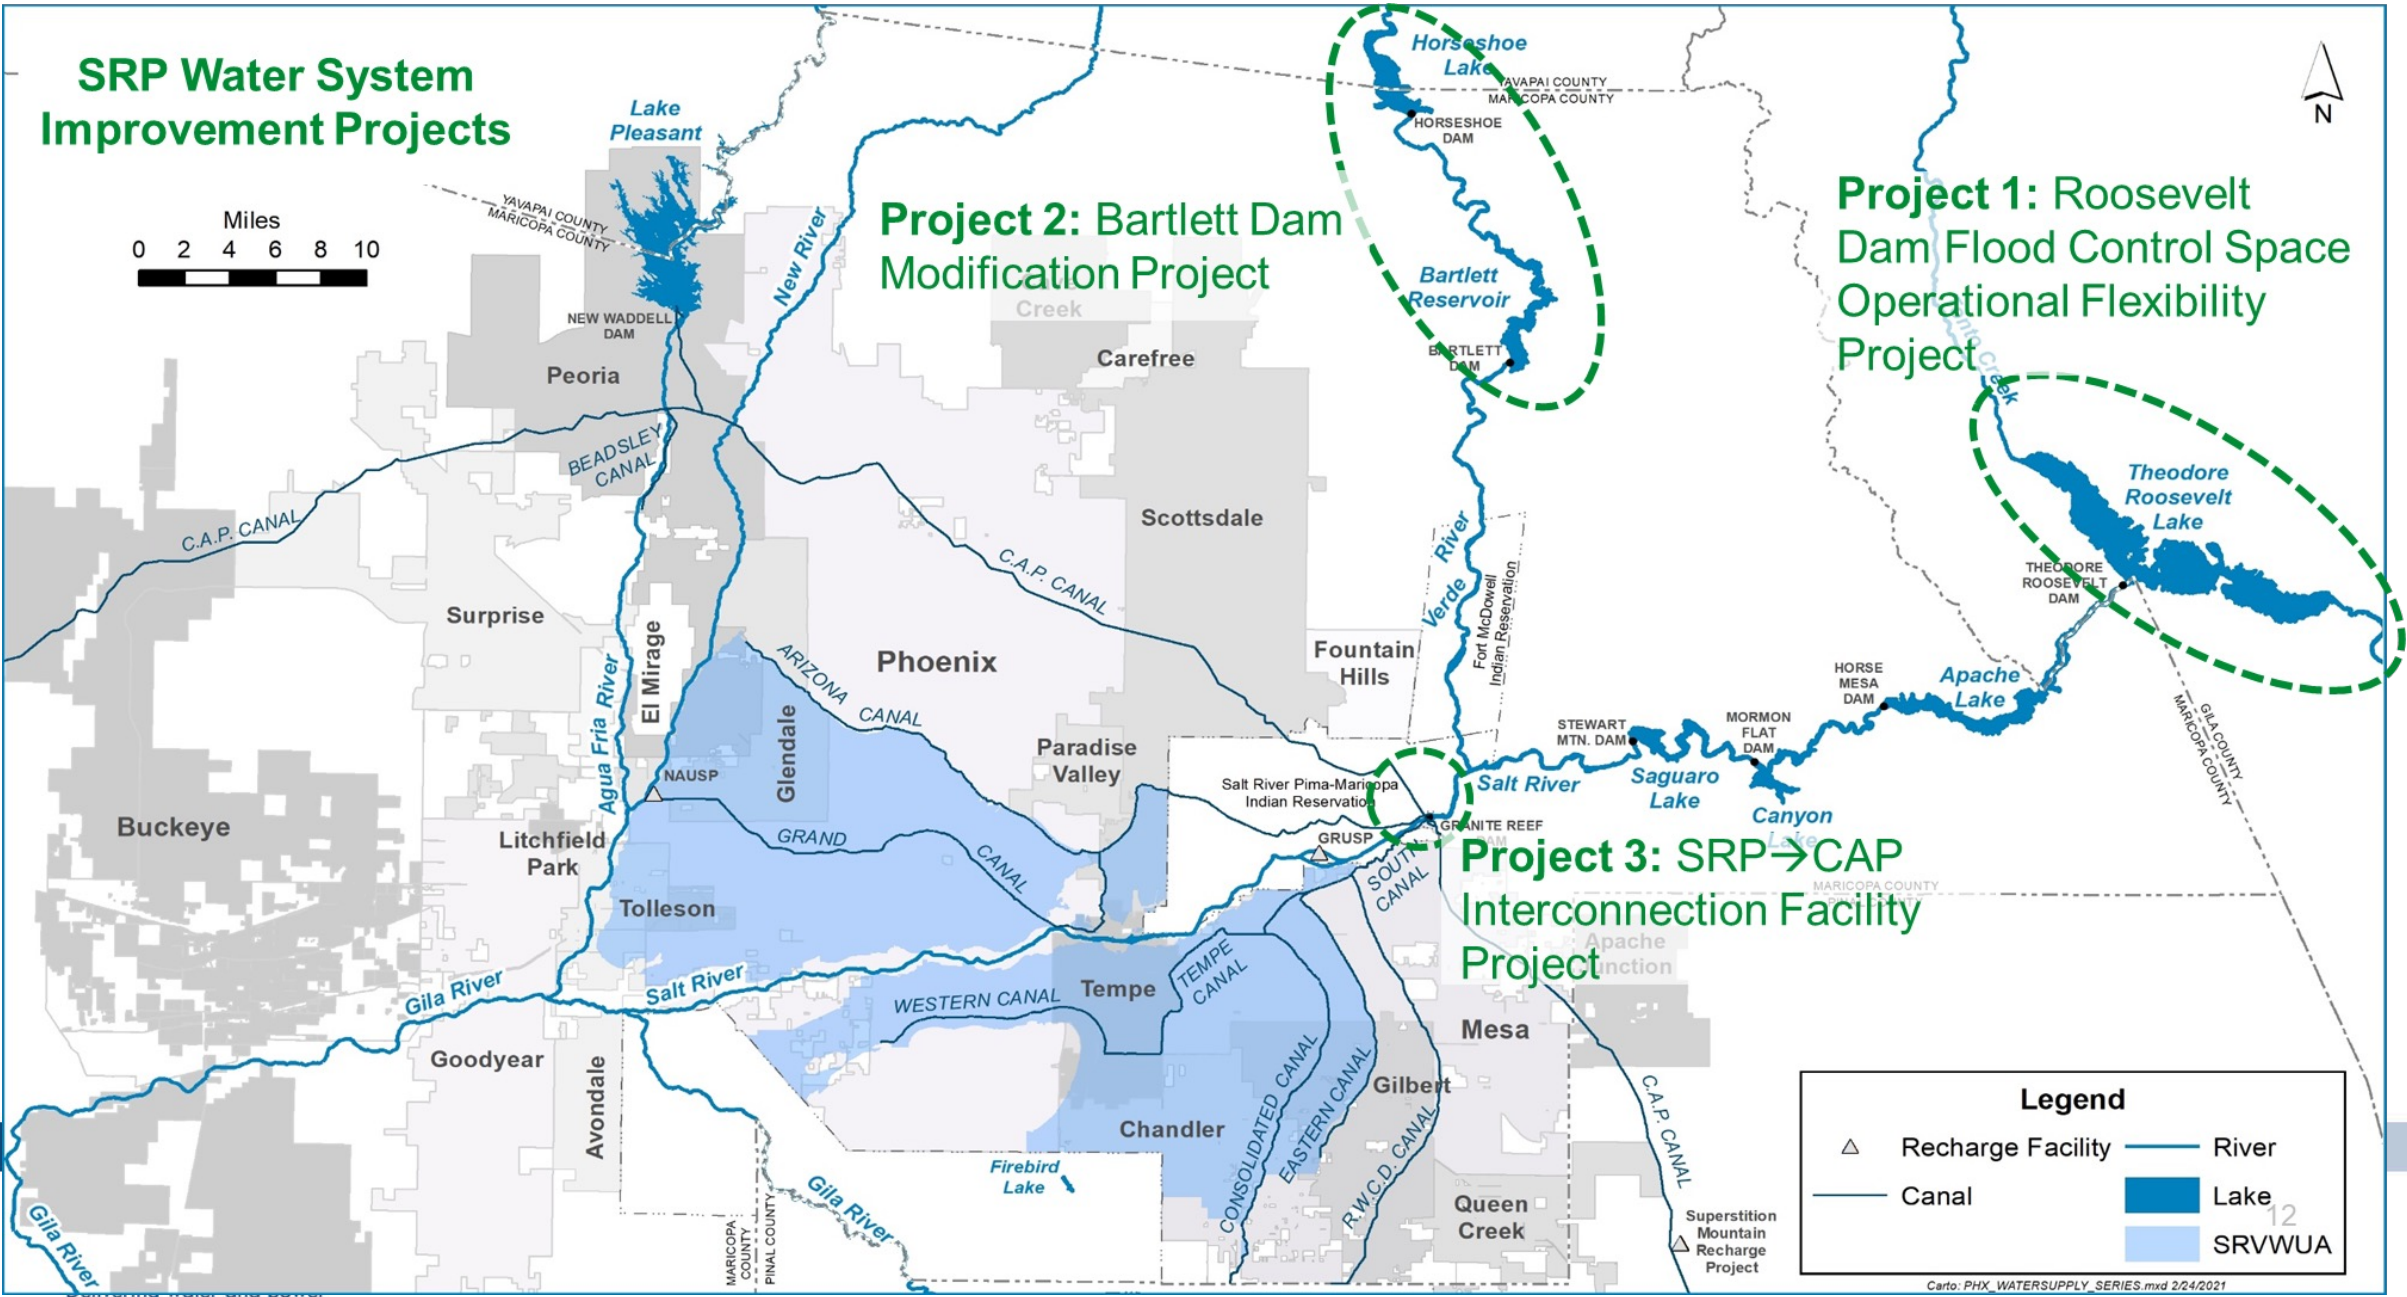 SRP Water System
Improvement Projects
Miles
0 2 4 6 8 10
Lake
Pleasant
YAVAPAI COUNTY
MARICOPA COUNTY
NEW WADDELL
DAM
New River
Project 2: Bartlett Dam
Modification Project
Cave
Creek
Carefree
Horseshoe
Lake
YAVAPAI COUNTY
MARICOPA COUNTY
HORSESHOE
DAM
Bartlett
Reservoir
BARTLETT
DAM
N
Project 1: Roosevelt
Dam Flood Control Space
Operational Flexibility
Project
Creek
Theodore
Roosevelt
Lake
THEODORE
ROOSEVELT
DAM
Peoria
BEADSLEY
CANAL
C.A.P. CANAL
C.A.P. CANAL
Scottsdale
Verde River
Fort McDowell
Indian Reservation
Surprise
El Mirage
Agua Fria River
Phoenix
ARIZONA CANAL
Glendale
NAUSP
Paradise
Valley
Fountain
Hills
Salt River Pima-Maricopa
Indian Reservation
HORSE
MESA
DAM
Apache
Lake
STEWART
MTN. DAM
MORMON
FLAT
DAM
Salt River
Saguaro
Lake
Canyon
Lake
GILA COUNTY
MARICOPA COUNTY
Buckeye
Litchfield
Park
GRAND CANAL
GRUSP
GRANITE REEF
DAM
SOUTH
CANAL
Project 3: SRP→CAP
Interconnection Facility
Project
MARICOPA COUNTY
PINAL COUNTY
Apache
Junction
Tolleson
Gila River
Salt River
WESTERN CANAL
Tempe
TEMPE
CANAL
Mesa
Goodyear
Avondale
Chandler
CONSOLIDATED CANAL
EASTERN CANAL
Gilbert
R.W.C.D. CANAL
C.A.P. CANAL
Firebird
Lake
Gila River
Gila River
MARICOPA
COUNTY
PINAL COUNTY
Queen
Creek
Superstition
Mountain
Recharge
Project
Legend
Recharge Facility
River
Canal
Lake
SRVWUA
12
Carto: PHX_WATERSUPPLY_SERIES.mxd 2/24/2021